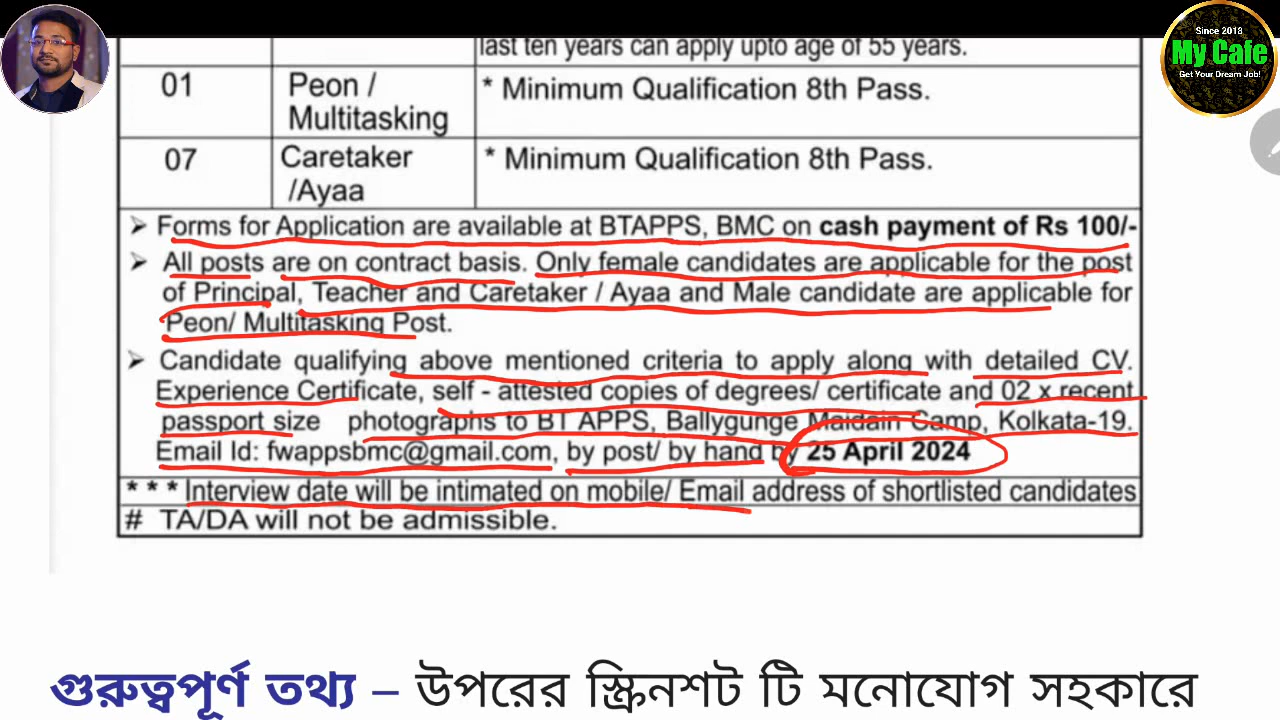 Since 2018
My Cafe
Get Your Dream Job!
last ten years can apply upto age of 55 years.
01 Peon / * Minimum Qualification 8th Pass.
Multitasking
07 Caretaker * Minimum Qualification 8th Pass.
/Ayaa
➢ Forms for Application are available at BTAPPS, BMC on cash payment of Rs 100/-
➢ All posts are on contract basis. Only female candidates are applicable for the post
of Principal, Teacher and Caretaker / Ayaa and Male candidate are applicable for
Peon/ Multitasking Post.
➢ Candidate qualifying above mentioned criteria to apply along with detailed CV.
Experience Certificate, self - attested copies of degrees/ certificate and 02 x recent
passport size photographs to BT APPS, Ballygunge Maidain Camp, Kolkata-19.
Email Id: fwappsbmc@gmail.com, by post/ by hand by 25 April 2024
* * * Interview date will be intimated on mobile/ Email address of shortlisted candidates
# TA/DA will not be admissible.
গুরুত্বপূর্ণ তথ্য – উপরের স্ক্রিনশট টি মনোযোগ সহকারে